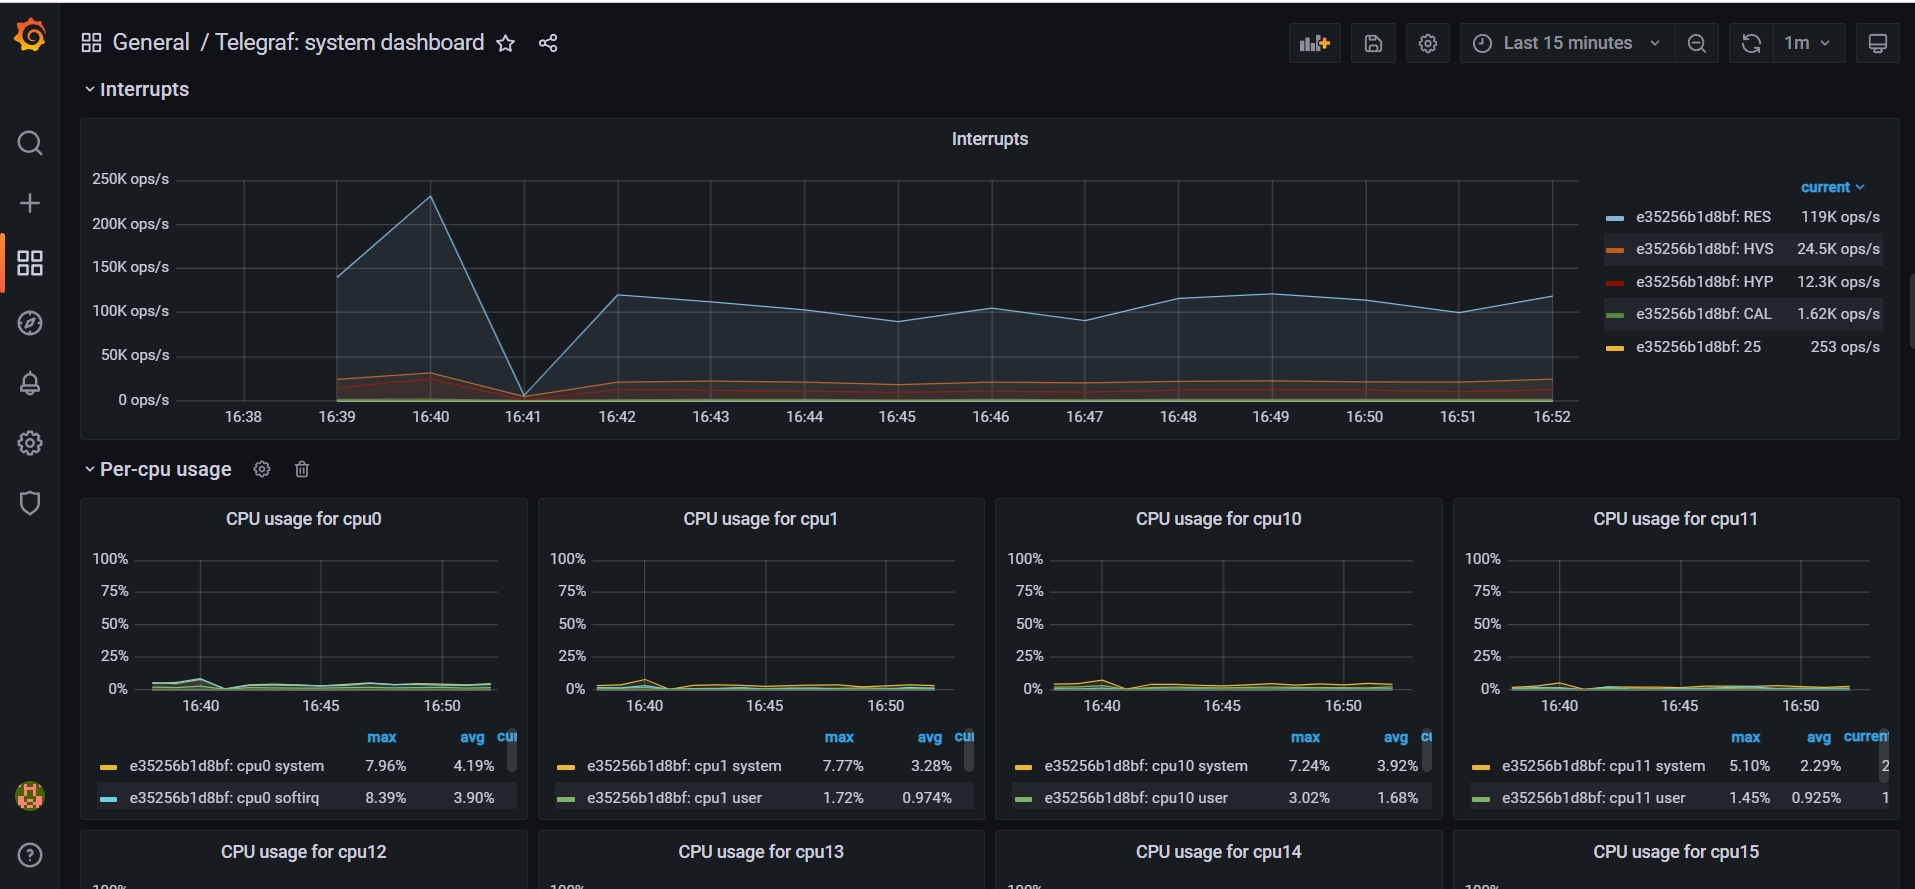 General / Telegraf: system dashboard
Last 15 minutes
1m
Interrupts
Interrupts
250K ops/s
200K ops/s
150K ops/s
100K ops/s
50K ops/s
0 ops/s
16:38 16:39 16:40 16:41 16:42 16:43 16:44 16:45 16:46 16:47 16:48 16:49 16:50 16:51 16:52
current
e35256b1d8bf: RES 119K ops/s
e35256b1d8bf: HVS 24.5K ops/s
e35256b1d8bf: HYP 12.3K ops/s
e35256b1d8bf: CAL 1.62K ops/s
e35256b1d8bf: 25 253 ops/s
Per-cpu usage
CPU usage for cpu0
100%
75%
50%
25%
0%
16:40 16:45 16:50
max avg cur
e35256b1d8bf: cpu0 system 7.96% 4.19%
e35256b1d8bf: cpu0 softirq 8.39% 3.90%
CPU usage for cpu1
100%
75%
50%
25%
0%
16:40 16:45 16:50
max avg cur
e35256b1d8bf: cpu1 system 7.77% 3.28%
e35256b1d8bf: cpu1 user 1.72% 0.974%
CPU usage for cpu10
100%
75%
50%
25%
0%
16:40 16:45 16:50
max avg cu
e35256b1d8bf: cpu10 system 7.24% 3.92%
e35256b1d8bf: cpu10 user 3.02% 1.68%
CPU usage for cpu11
100%
75%
50%
25%
0%
16:40 16:45 16:50
max avg current
e35256b1d8bf: cpu11 system 5.10% 2.29% 2
e35256b1d8bf: cpu11 user 1.45% 0.925% 1
CPU usage for cpu12
100%
CPU usage for cpu13
100%
CPU usage for cpu14
100%
CPU usage for cpu15
100%